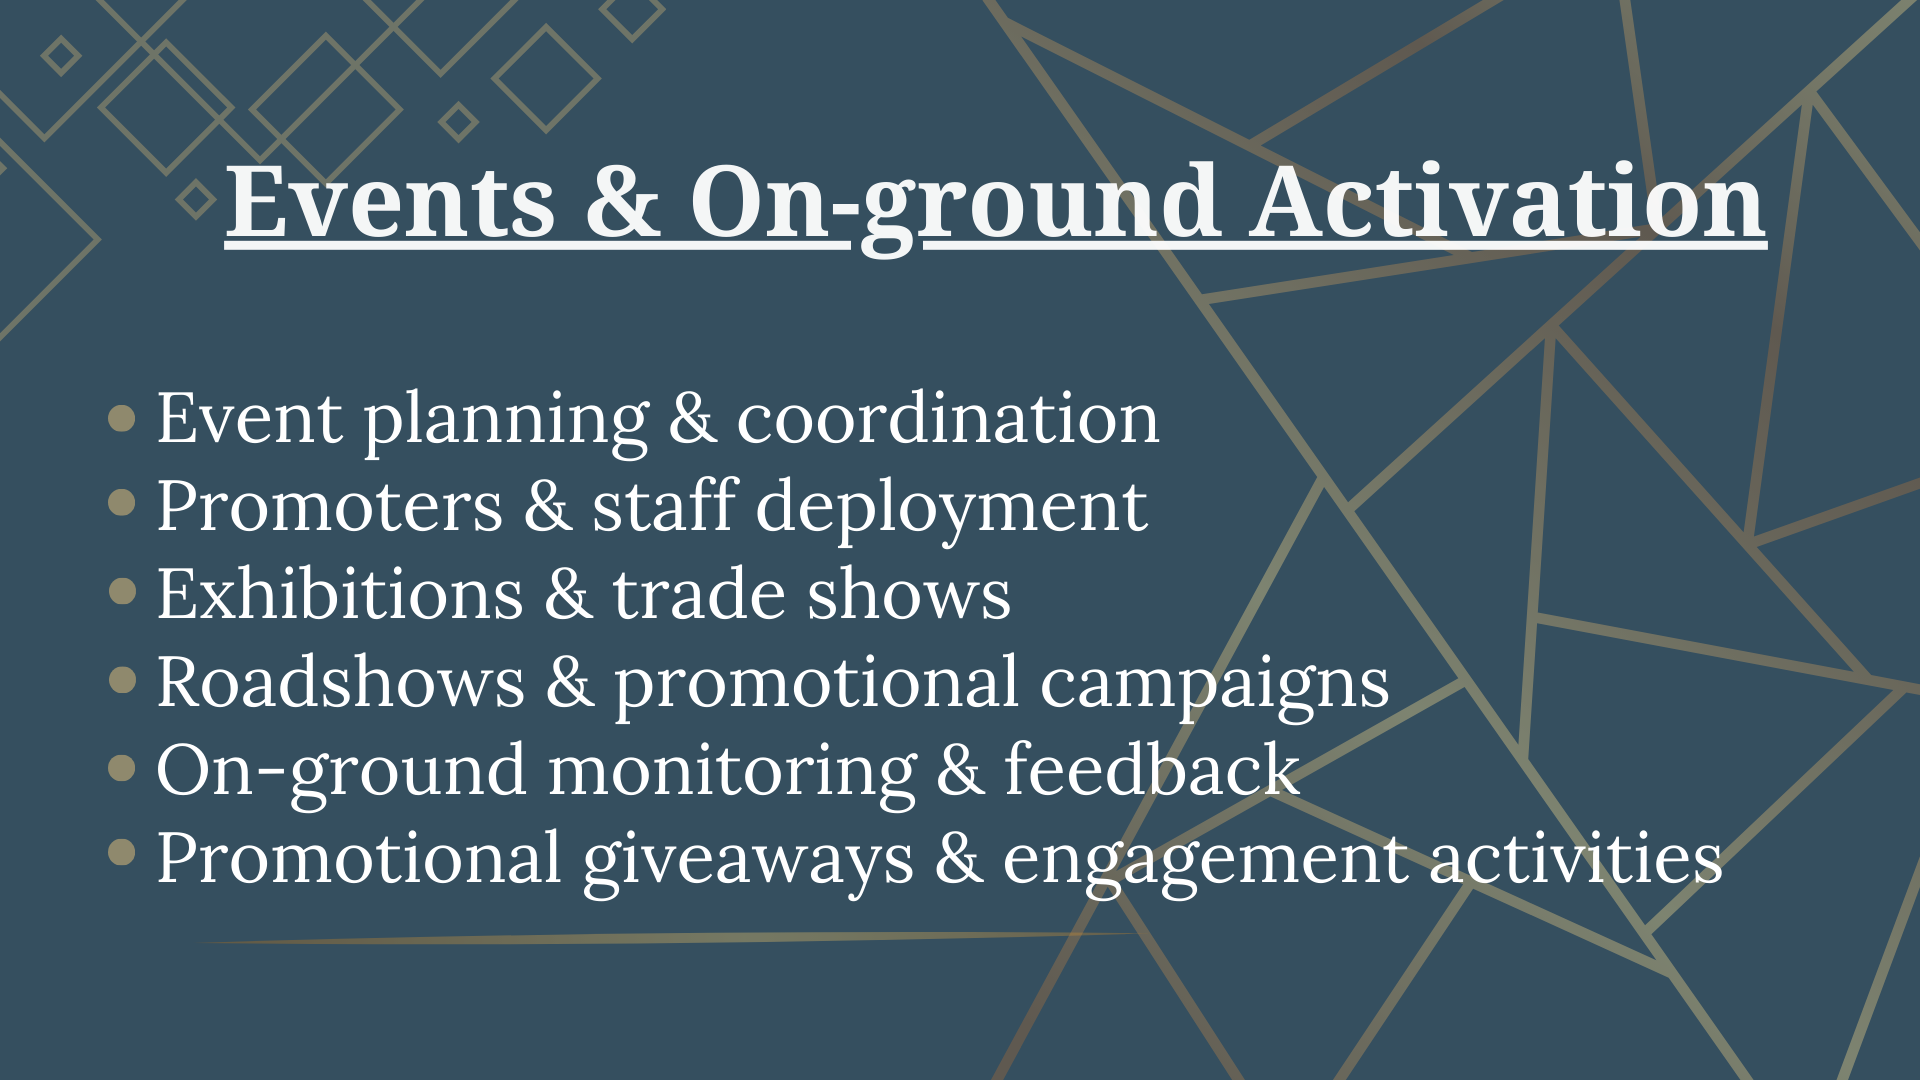 Events & On-ground Activation
Event planning & coordination
Promoters & staff deployment
Exhibitions & trade shows
Roadshows & promotional campaigns
On-ground monitoring & feedback
Promotional giveaways & engagement activities